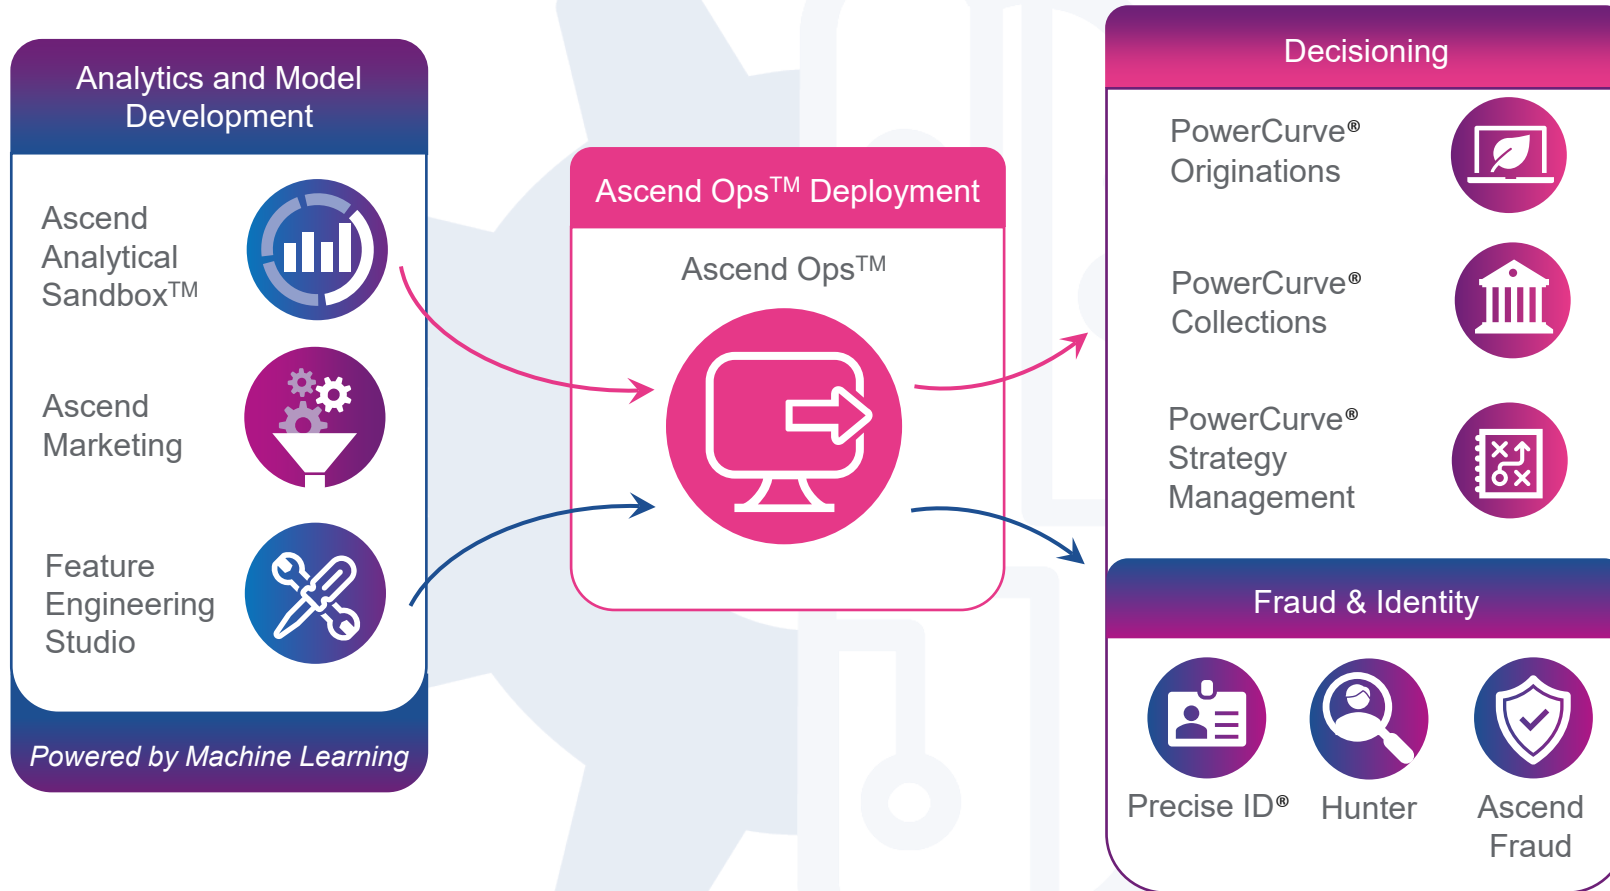 Analytics and Model
Development
Ascend
Analytical
Sandbox™
Ascend
Marketing
Feature
Engineering
Studio
Powered by Machine Learning
Ascend Ops™ Deployment
Ascend Ops™
Decisioning
PowerCurve®
Originations
PowerCurve®
Collections
PowerCurve®
Strategy
Management
Fraud & Identity
Precise ID®
Hunter
Ascend
Fraud